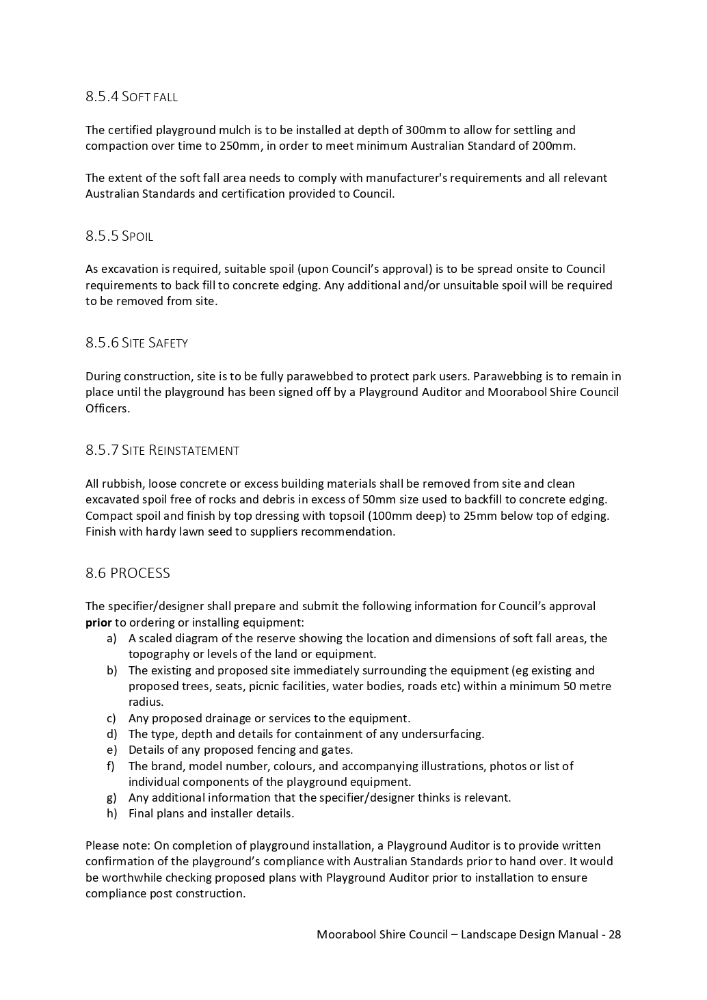 8.5.4 SOFT FALL
The certified playground mulch is to be installed at depth of 300mm to allow for settling and
compaction over time to 250mm, in order to meet minimum Australian Standard of 200mm.
The extent of the soft fall area needs to comply with manufacturer's requirements and all relevant
Australian Standards and certification provided to Council.
8.5.5 SPOIL
As excavation is required, suitable spoil (upon Council’s approval) is to be spread onsite to Council
requirements to back fill to concrete edging. Any additional and/or unsuitable spoil will be required
to be removed from site.
8.5.6 SITE SAFETY
During construction, site is to be fully parawebbed to protect park users. Parawebbing is to remain in
place until the playground has been signed off by a Playground Auditor and Moorabool Shire Council
Officers.
8.5.7 SITE REINSTATEMENT
All rubbish, loose concrete or excess building materials shall be removed from site and clean
excavated spoil free of rocks and debris in excess of 50mm size used to backfill to concrete edging.
Compact spoil and finish by top dressing with topsoil (100mm deep) to 25mm below top of edging.
Finish with hardy lawn seed to suppliers recommendation.
8.6 PROCESS
The specifier/designer shall prepare and submit the following information for Council’s approval
prior to ordering or installing equipment:
a) A scaled diagram of the reserve showing the location and dimensions of soft fall areas, the
topography or levels of the land or equipment.
b) The existing and proposed site immediately surrounding the equipment (eg existing and
proposed trees, seats, picnic facilities, water bodies, roads etc) within a minimum 50 metre
radius.
c) Any proposed drainage or services to the equipment.
d) The type, depth and details for containment of any undersurfacing.
e) Details of any proposed fencing and gates.
f) The brand, model number, colours, and accompanying illustrations, photos or list of
individual components of the playground equipment.
g) Any additional information that the specifier/designer thinks is relevant.
h) Final plans and installer details.
Please note: On completion of playground installation, a Playground Auditor is to provide written
confirmation of the playground’s compliance with Australian Standards prior to hand over. It would
be worthwhile checking proposed plans with Playground Auditor prior to installation to ensure
compliance post construction.
Moorabool Shire Council – Landscape Design Manual - 28